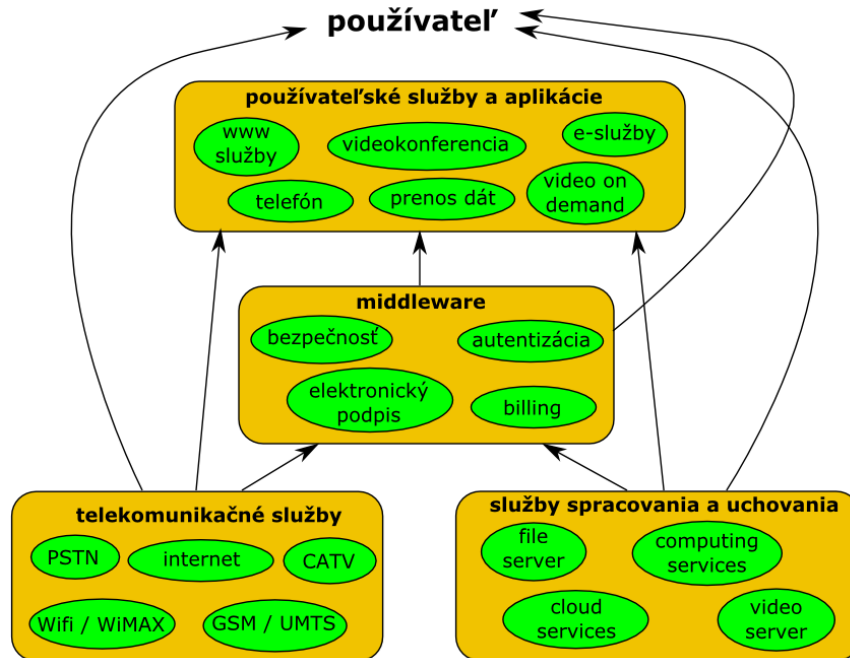 používateľ
používateľské služby a aplikácie
www
služby
videokonferencia
e-služby
telefón
prenos dát
video on
demand
middleware
bezpečnosť
autentizácia
elektronický
podpis
billing
telekomunikačné služby
PSTN
internet
CATV
Wifi / WiMAX
GSM / UMTS
služby spracovania a uchovania
file
server
computing
services
cloud
services
video
server